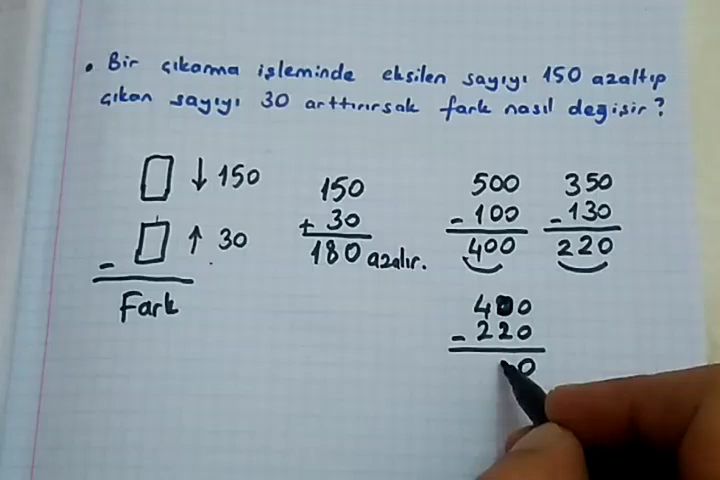 • Bir çıkarma işleminde eksilen sayıyı 150 azaltıp
çıkan sayıyı 30 arttırırsak fark nasıl değişir?
↓ 150
- ↑ 30
Fark
150
+ 30
180 azalır.
500
- 100
400
350
- 130
220
400
- 220
0